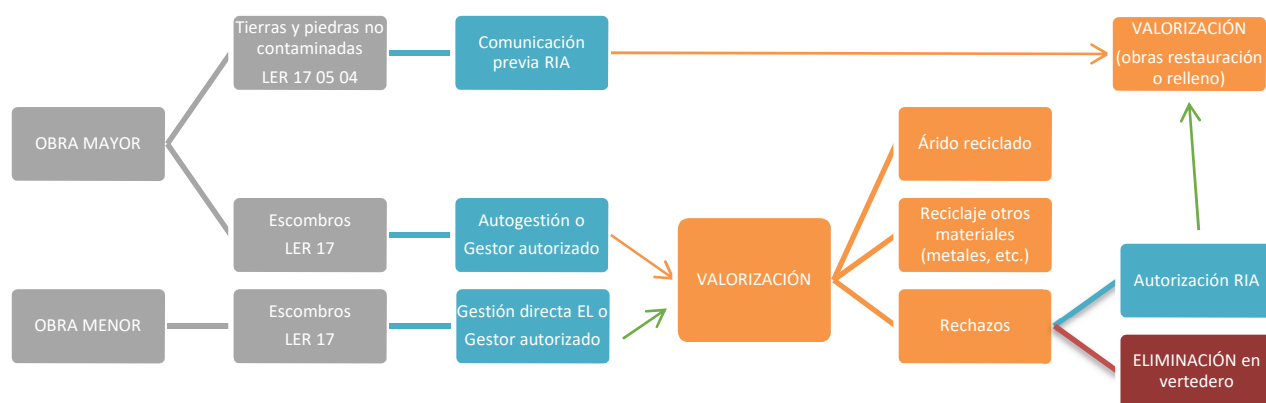 Tierras y piedras no
contaminadas
LER 17 05 04
Comunicación
previa RIA
VALORIZACIÓN
(obras restauración
o relleno)
OBRA MAYOR
Árido reciclado
Escombros
LER 17
Autogestión o
Gestor autorizado
VALORIZACIÓN
Reciclaje otros
materiales
(metales, etc.)
Autorización RIA
OBRA MENOR
Escombros
LER 17
Gestión directa EL o
Gestor autorizado
Rechazos
ELIMINACIÓN en
vertedero